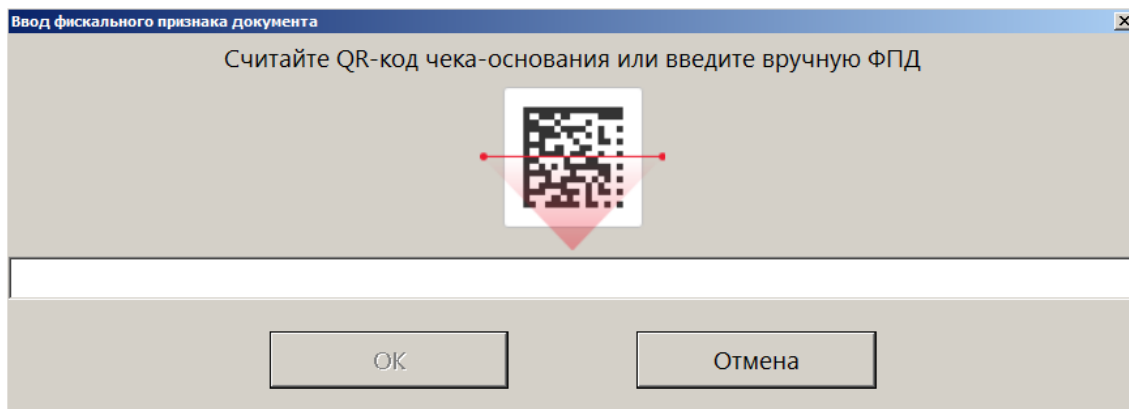 Ввод фискального признака документа
Считайте QR-код чека-основания или введите вручную ФПД
OK
Отмена